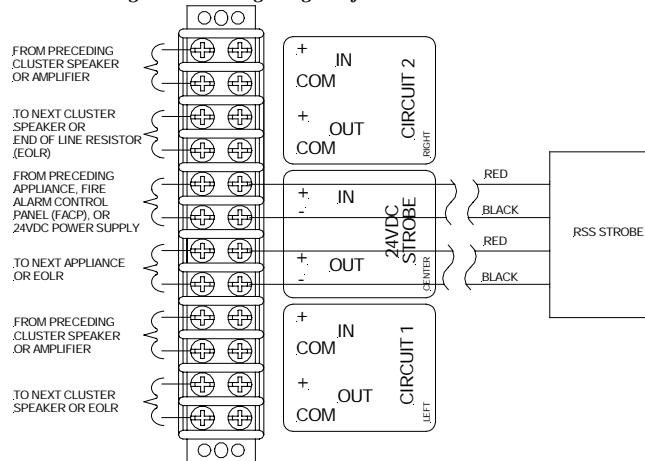 FROM PRECEDING
CLUSTER SPEAKER
OR AMPLIFIER
TO NEXT CLUSTER
SPEAKER OR
END OF LINE RESISTOR
(EOLR)
FROM PRECEDING
APPLIANCE, FIRE
ALARM CONTROL
PANEL (FACP), OR
24VDC POWER SUPPLY
TO NEXT APPLIANCE
OR EOLR
FROM PRECEDING
CLUSTER SPEAKER
OR AMPLIFIER
TO NEXT CLUSTER
SPEAKER OR EOLR
+
IN
COM
+
OUT
COM
CIRCUIT 2
RIGHT
+
IN
-
+
OUT
-
24VDC
STROBE
CENTER
+
IN
COM
+
OUT
COM
CIRCUIT 1
LEFT
RED
BLACK
RED
BLACK
RSS STROBE